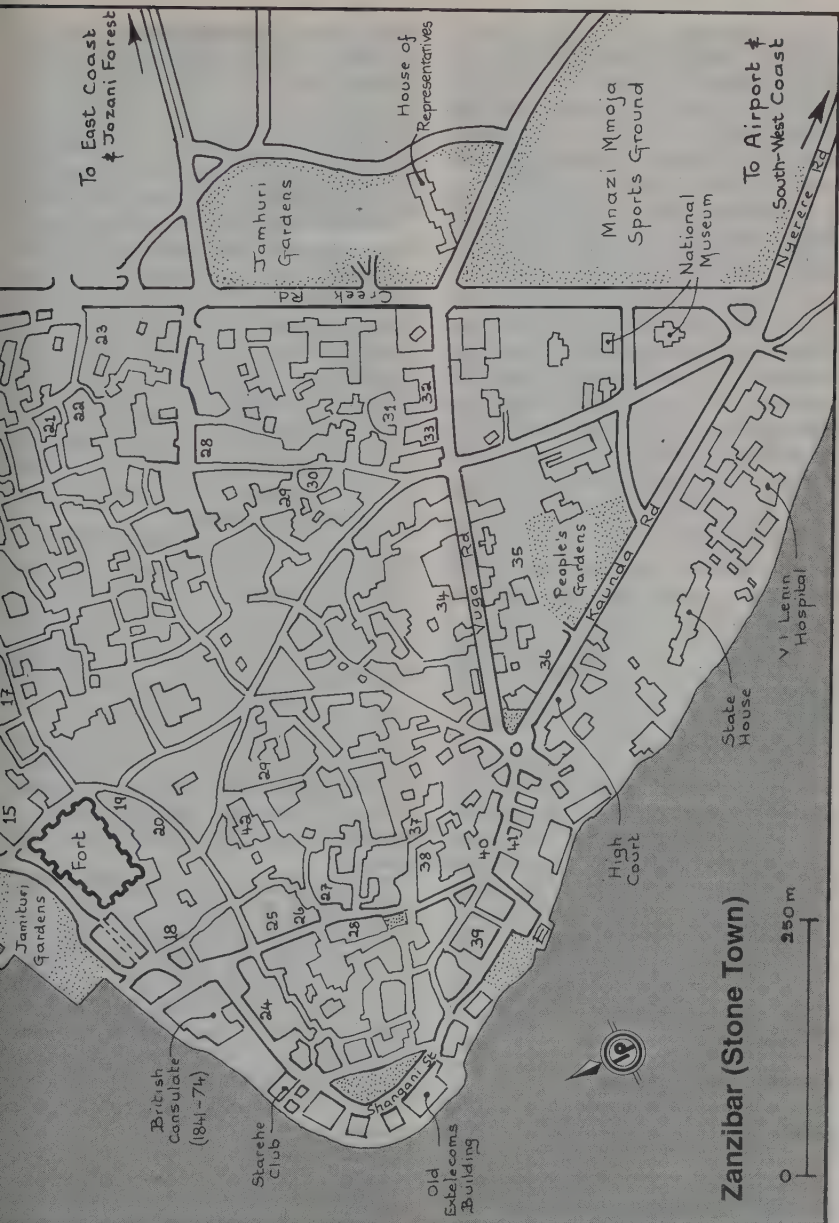 To East Coast
& Jozani Forest
House of
Representatives
Jamhuri
Gardens
Creek
Rd
Mnazi Mmoja
Sports Ground
To Airport &
South-West Coast
Nyerere Rd
National
Museum
23
22
21
28
32
33
31
30
29
34
Vuga Rd
35
People's
Gardens
36
Kaunda Rd
V I Lenin
Hospital
State
House
High
Court
17
15
19
20
Fort
Jamituri
Gardens
18
29
42
37
38
40
41
27
26
25
28
39
24
British
Consulate
(1841-74)
Starehe
Club
Shangani St
Old
Extelecoms
Building
lp
Zanzibar (Stone Town)
0
250 m